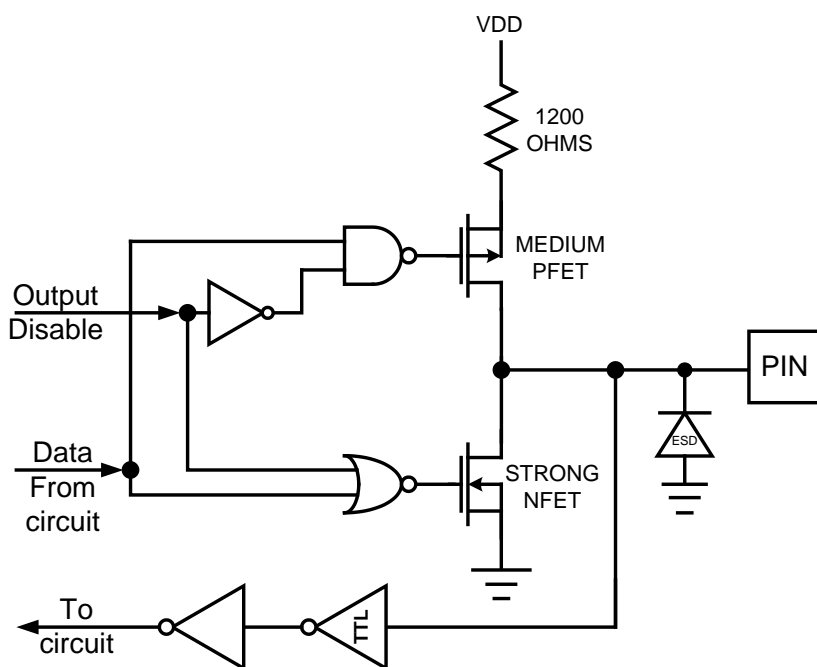 VDD
1200
OHMS
MEDIUM
PFET
Output
Disable
PIN
ESD
Data
From
circuit
STRONG
NFET
To
circuit
TTL